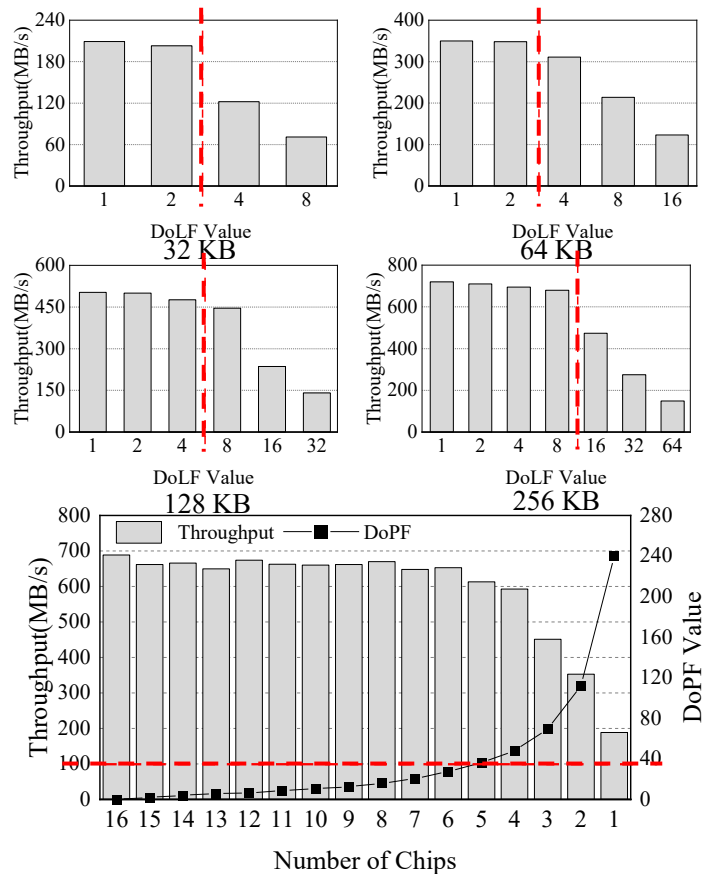 240
180
120
60
0
Throughput(MB/s)
1 2 4 8
DoLF Value
32 KB
400
300
200
100
0
Throughput(MB/s)
1 2 4 8 16
DoLF Value
64 KB
600
450
300
150
0
Throughput(MB/s)
1 2 4 8 16 32
DoLF Value
128 KB
800
600
400
200
0
Throughput(MB/s)
1 2 4 8 16 32 64
DoLF Value
256 KB
800
700
600
500
400
300
200
100
0
Throughput(MB/s)
Throughput DoPF
280
240
200
160
120
80
40
0
DoPF Value
16 15 14 13 12 11 10 9 8 7 6 5 4 3 2 1
Number of Chips